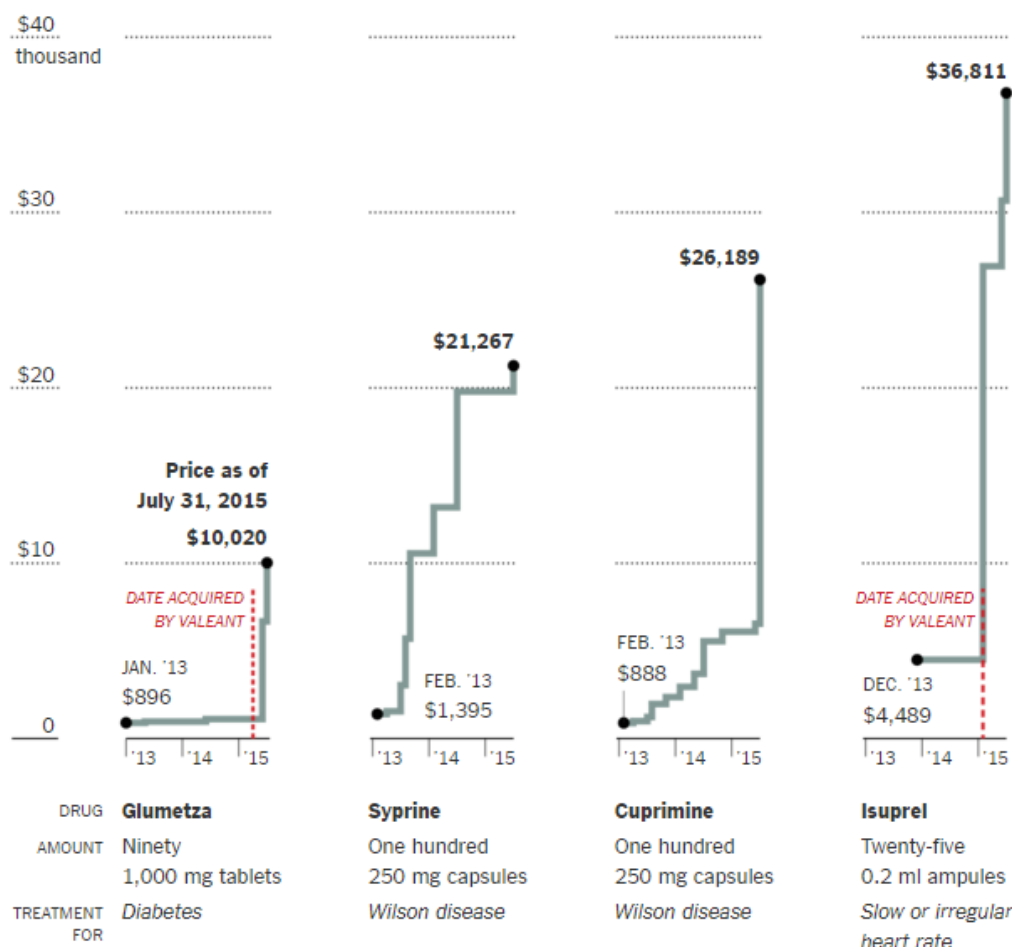 $40
thousand
$30
$20
$10
0
Price as of
July 31, 2015
$10,020
DATE ACQUIRED
BY VALEANT
JAN. '13
$896
'13 '14 '15
$21,267
FEB. '13
$1,395
'13 '14 '15
$26,189
FEB. '13
$888
'13 '14 '15
$36,811
DATE ACQUIRED
BY VALEANT
DEC. '13
$4,489
'13 '14 '15
DRUG Glumetza Syprine Cuprimine Isuprel
AMOUNT Ninety One hundred One hundred Twenty-five
1,000 mg tablets 250 mg capsules 250 mg capsules 0.2 ml ampules
TREATMENT Diabetes Wilson disease Wilson disease Slow or irregular
FOR heart rate